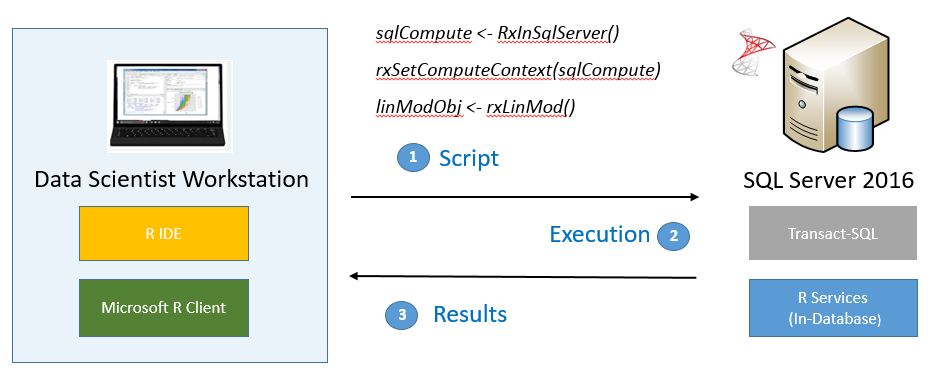 sqlCompute <- RxInSqlServer()
rxSetComputeContext(sqlCompute)
linModObj <- rxLinMod()
1 Script
Data Scientist Workstation
SQL Server 2016
R IDE
Execution 2
Transact-SQL
Microsoft R Client
3 Results
R Services
(In-Database)